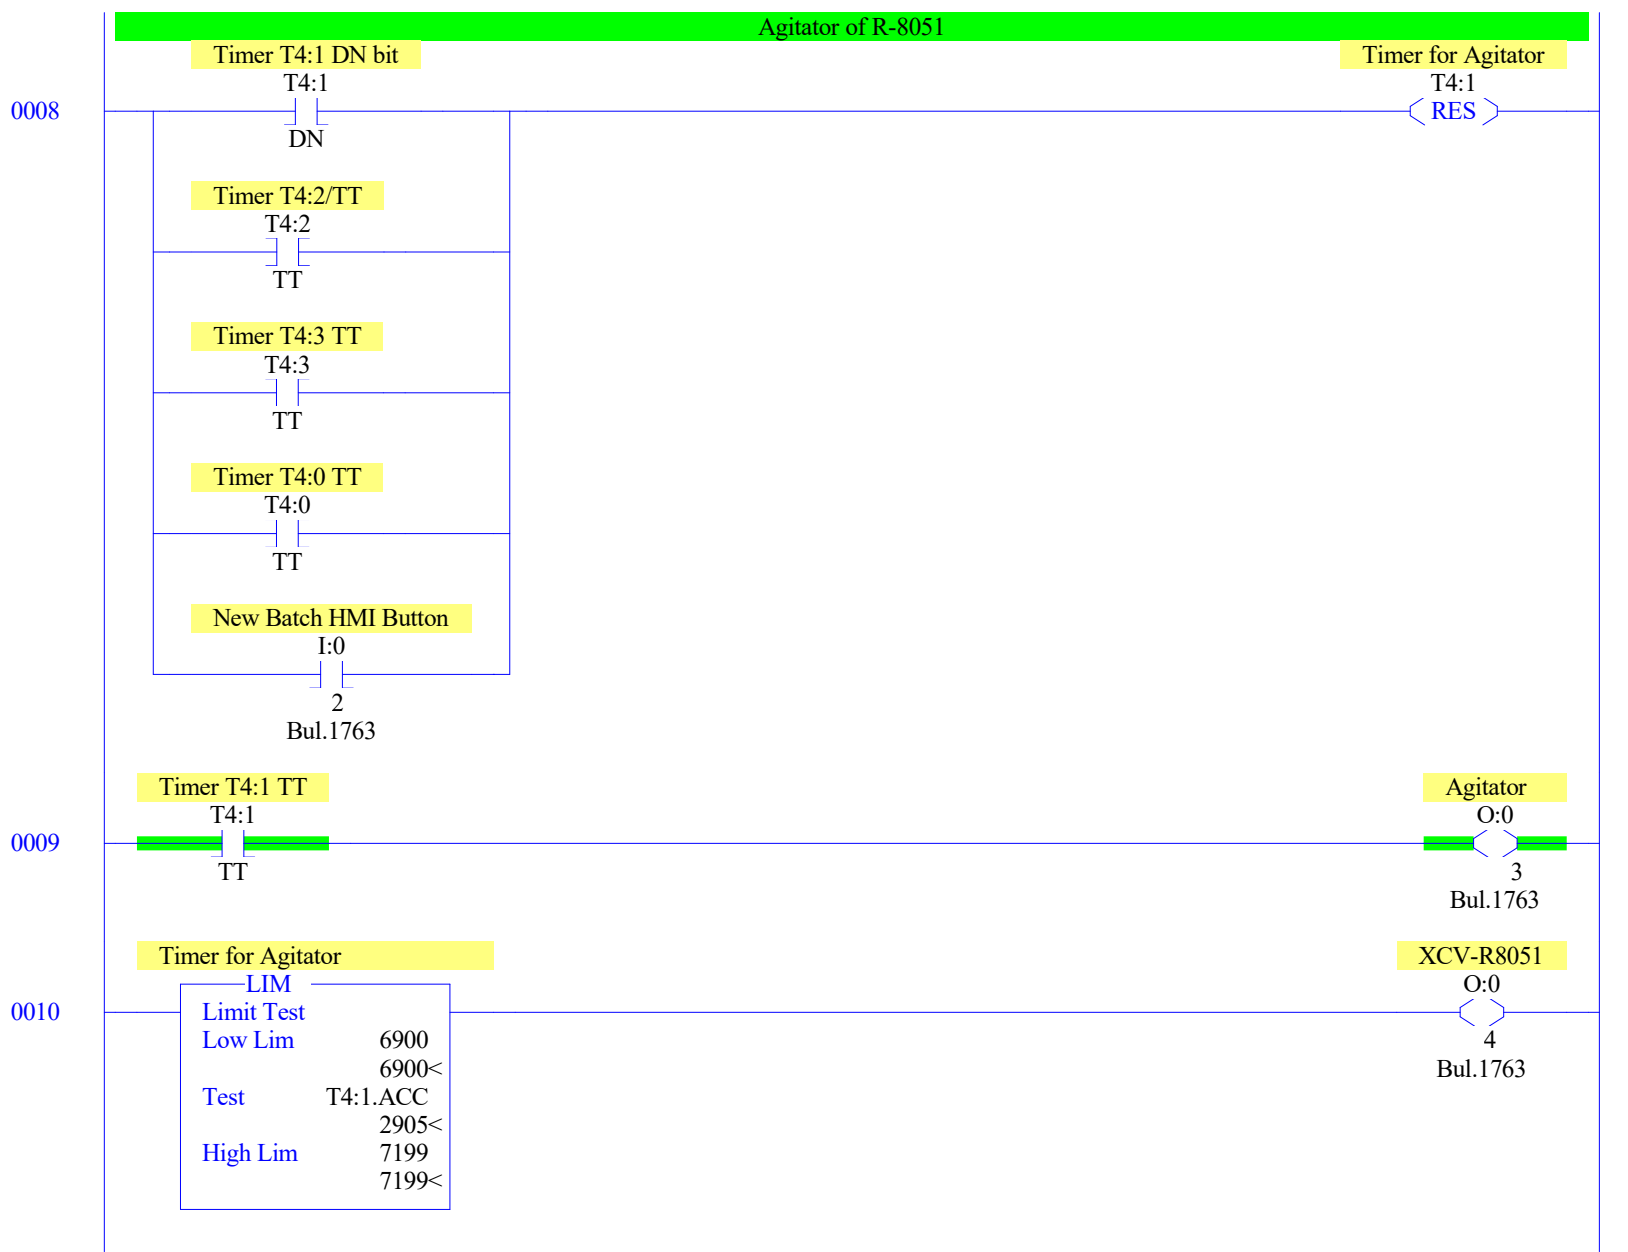 Agitator of R-8051
Timer T4:1 DN bit
T4:1
DN
Timer for Agitator
T4:1
RES
0008
Timer T4:2/TT
T4:2
TT
Timer T4:3 TT
T4:3
TT
Timer T4:0 TT
T4:0
TT
New Batch HMI Button
I:0
2
Bul.1763
0009
Timer T4:1 TT
T4:1
TT
Agitator
O:0
3
Bul.1763
0010
Timer for Agitator
LIM
Limit Test
Low Lim 6900
6900<
Test T4:1.ACC
2905<
High Lim 7199
7199<
XCV-R8051
O:0
4
Bul.1763